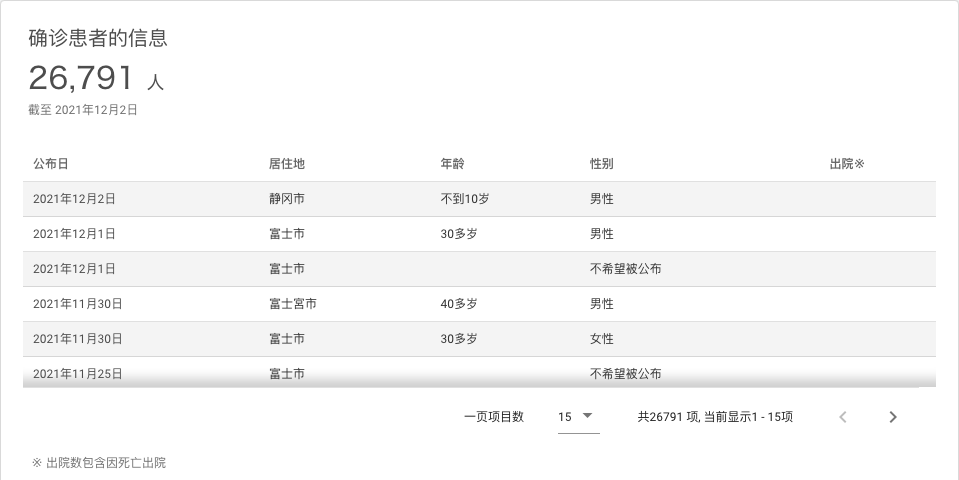 确诊患者的信息
26,791 人
截至 2021年12月2日
公布日 居住地 年龄 性别 出院※
2021年12月2日 静冈市 不到10岁 男性
2021年12月1日 富士市 30多岁 男性
2021年12月1日 富士市 不希望被公布
2021年11月30日 富士宮市 40多岁 男性
2021年11月30日 富士市 30多岁 女性
2021年11月25日 富士市 不希望被公布
一页项目数 15 共26791 项, 当前显示1 - 15项
※ 出院数包含因死亡出院